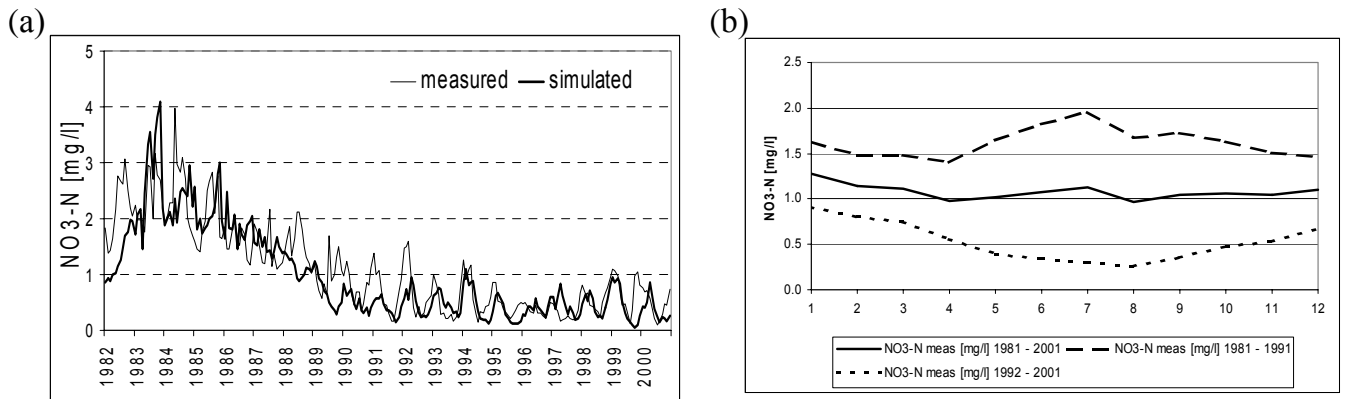 (a)
NO3-N [mg/l]
5
4
3
2
1
0
measured simulated
1982 1983 1984 1985 1986 1987 1988 1989 1990 1991 1992 1993 1994 1995 1996 1997 1998 1999 2000
(b)
NO3-N [mg/l]
2.5
2.0
1.5
1.0
0.5
0.0
1 2 3 4 5 6 7 8 9 10 11 12
NO3-N meas [mg/l] 1981 - 2001 NO3-N meas [mg/l] 1981 - 1991
NO3-N meas [mg/l] 1992 - 2001